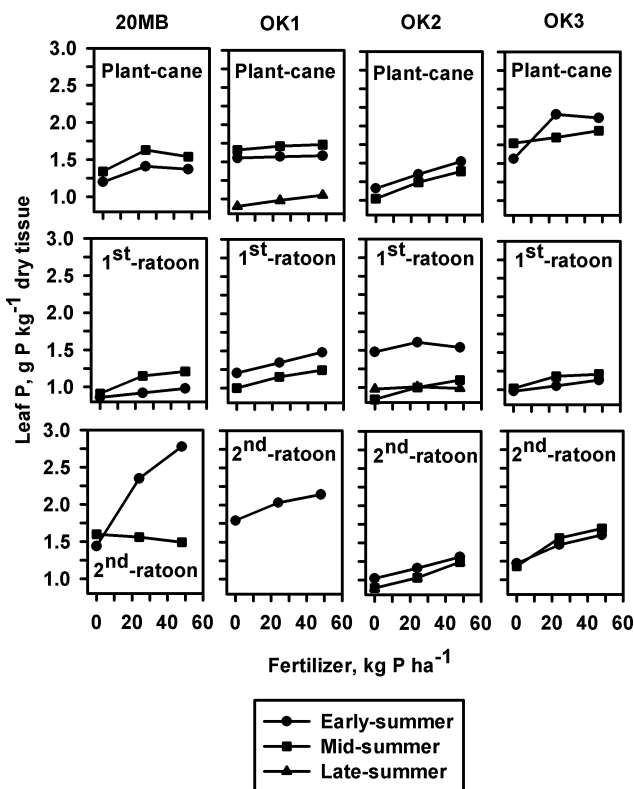 20MB OK1 OK2 OK3
Leaf P, g P kg-1 dry tissue
3.0 Plant-cane Plant-cane Plant-cane Plant-cane
2.5
2.0
1.5
1.0
3.0 1st-ratoon 1st-ratoon 1st-ratoon 1st-ratoon
2.5
2.0
1.5
1.0
3.0 2nd-ratoon 2nd-ratoon 2nd-ratoon
2.5
2.0
1.5
1.0 2nd-ratoon
0 20 40 60 0 20 40 60 0 20 40 60 0 20 40 60
Fertilizer, kg P ha-1
Early-summer
Mid-summer
Late-summer